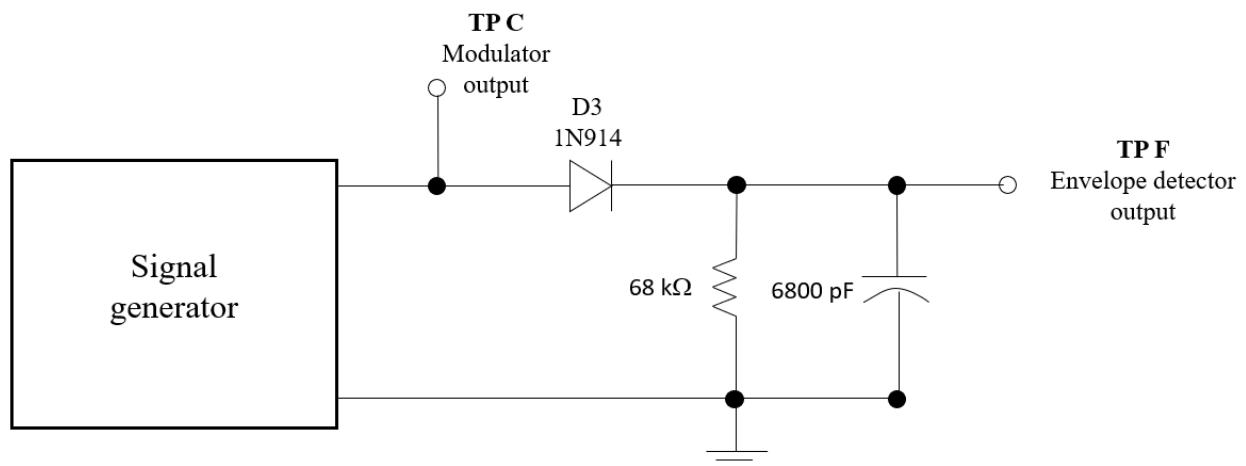 TP C
Modulator
output
D3
1N914
TP F
Envelope detector
output
Signal
generator
68 kΩ
6800 pF